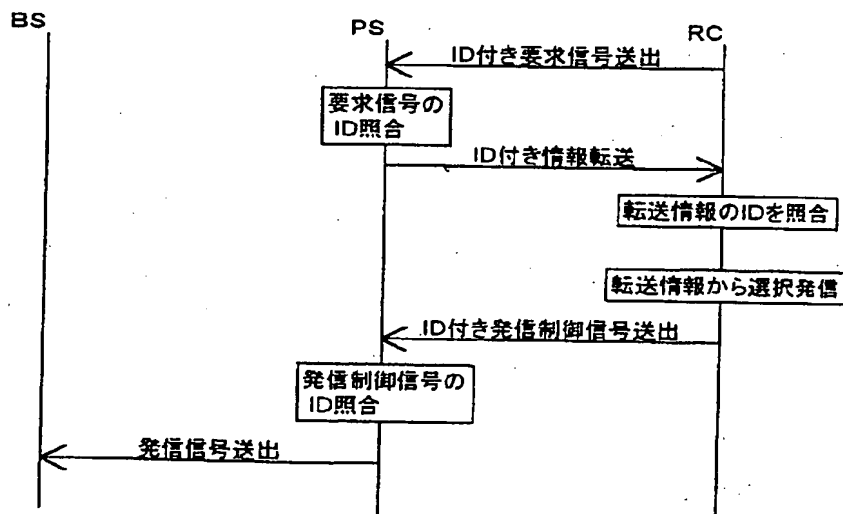 BS
PS
RC
ID付き要求信号送出
要求信号の
ID照合
ID付き情報転送
転送情報のIDを照合
転送情報から選択発信
ID付き発信制御信号送出
発信制御信号の
ID照合
発信信号送出